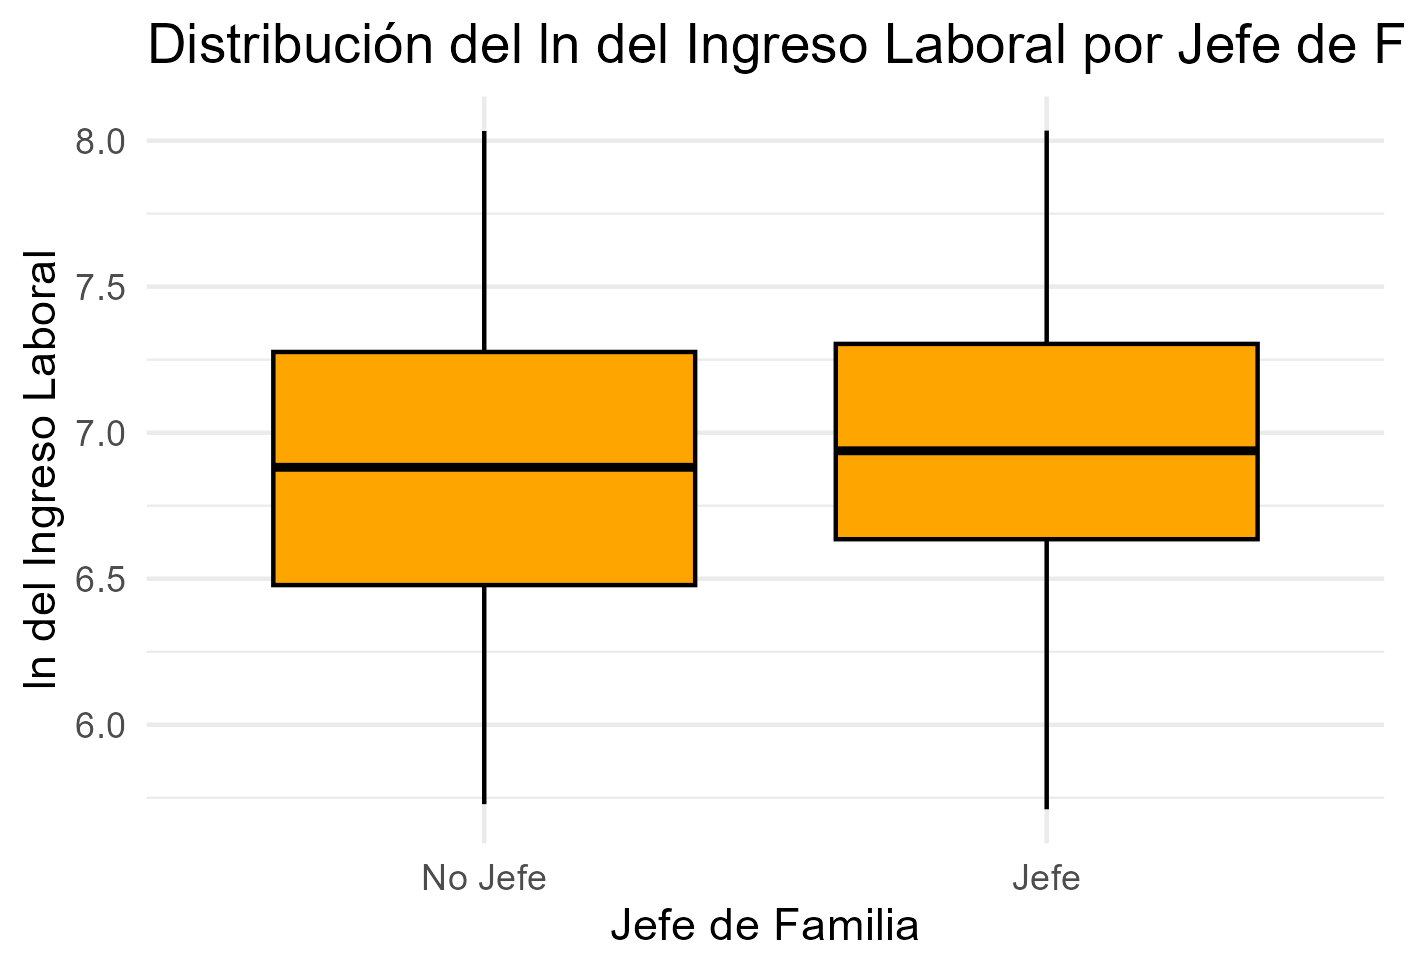 Distribución del ln del Ingreso Laboral por Jefe de F
ln del Ingreso Laboral
8.0
7.5
7.0
6.5
6.0
No Jefe
Jefe
Jefe de Familia